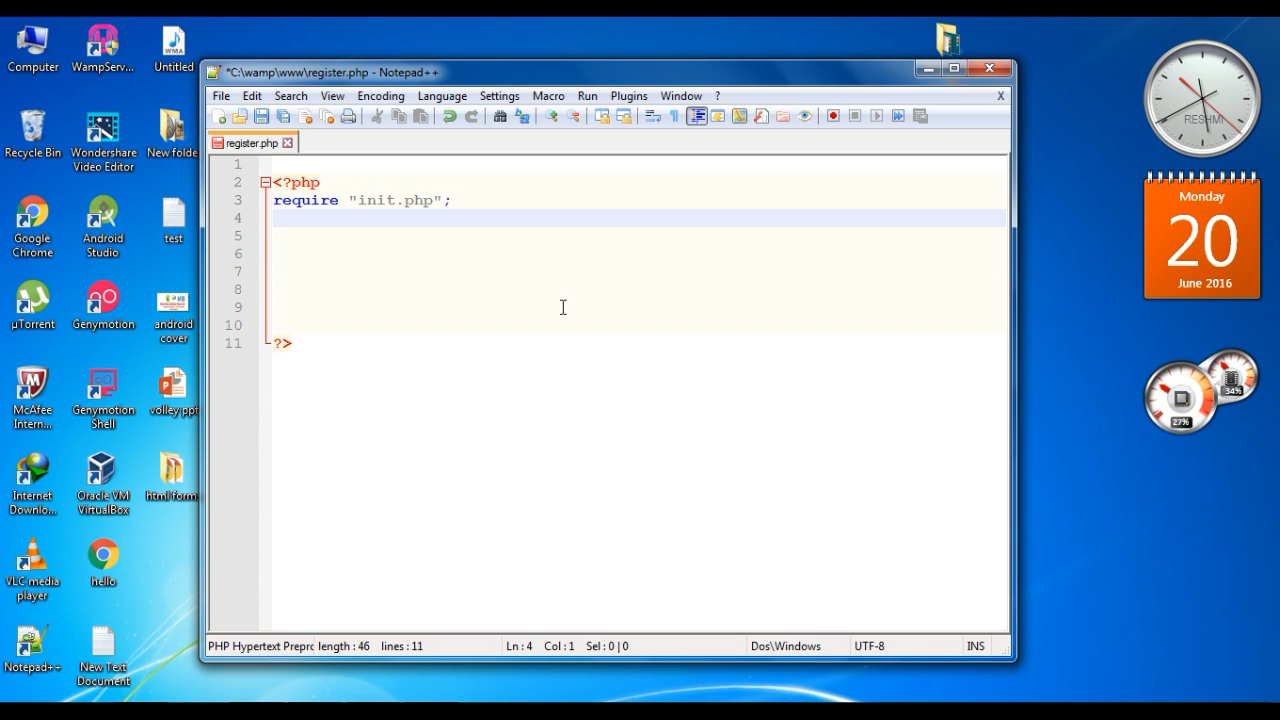 *C:\wamp\www\register.php - Notepad++
File Edit Search View Encoding Language Settings Macro Run Plugins Window ? X
register.php
1
2 <?php
3 require "init.php";
4
5
6
7
8
9
10
11 ?>
PHP Hypertext Prepro length : 46 lines : 11 Ln : 4 Col : 1 Sel : 0 | 0 Dos\Windows UTF-8 INS
Computer
WampServ...
Untitled
WMA
Recycle Bin
Wondershare
Video Editor
New folde
Google
Chrome
Android
Studio
test
µTorrent
Genymotion
android
cover
McAfee
Intern...
Genymotion
Shell
volley ppt
Internet
Downlo...
Oracle VM
VirtualBox
html form
VLC media
player
hello
Notepad++
New Text
Document
RESHMI
Monday
20
June 2016
34%
27%